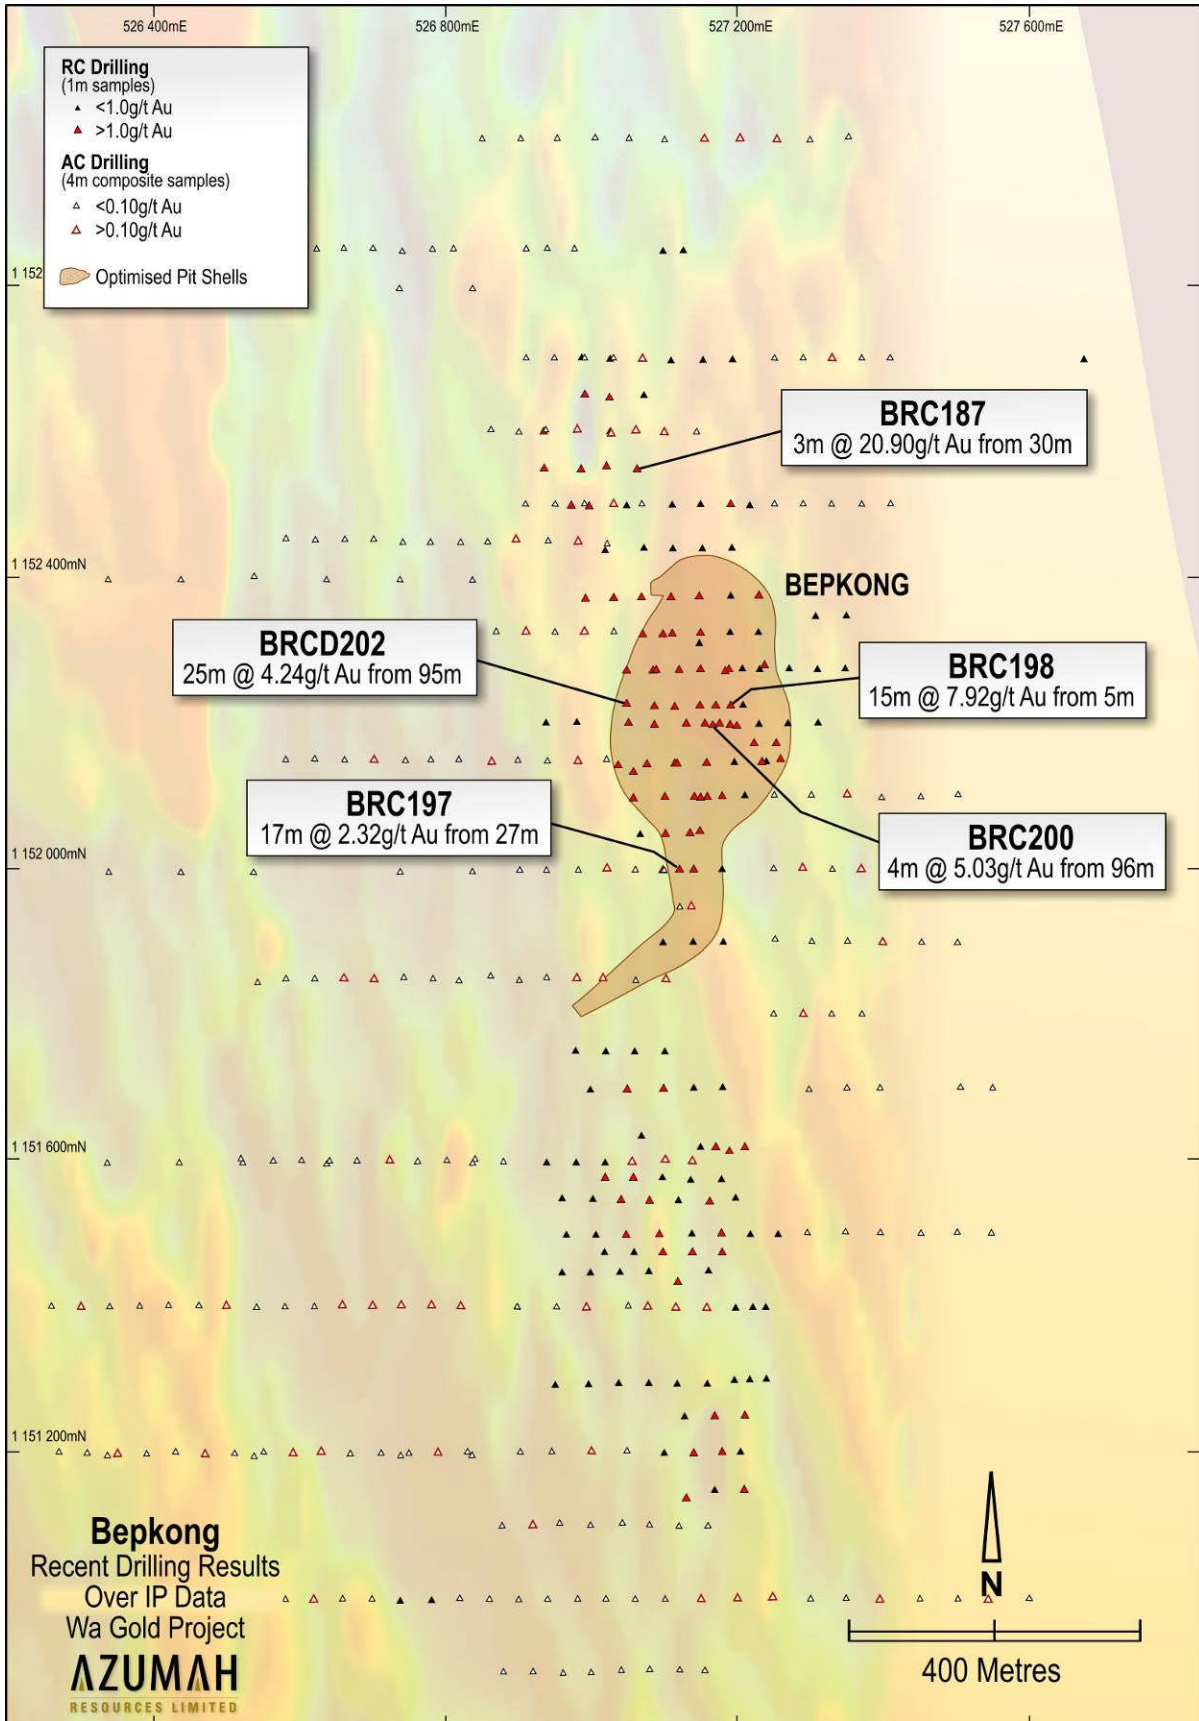 526 400mE
526 800mE
527 200mE
527 600mE
RC Drilling
(1m samples)
<1.0g/t Au
>1.0g/t Au
AC Drilling
(4m composite samples)
<0.10g/t Au
>0.10g/t Au
Optimised Pit Shells
1 152
BRC187
3m @ 20.90g/t Au from 30m
1 152 400mN
BEPKONG
BRCD202
25m @ 4.24g/t Au from 95m
BRC198
15m @ 7.92g/t Au from 5m
BRC197
17m @ 2.32g/t Au from 27m
BRC200
4m @ 5.03g/t Au from 96m
1 152 000mN
1 151 600mN
1 151 200mN
Bepkong
Recent Drilling Results
Over IP Data
Wa Gold Project
AZUMAH
RESOURCES LIMITED
N
400 Metres